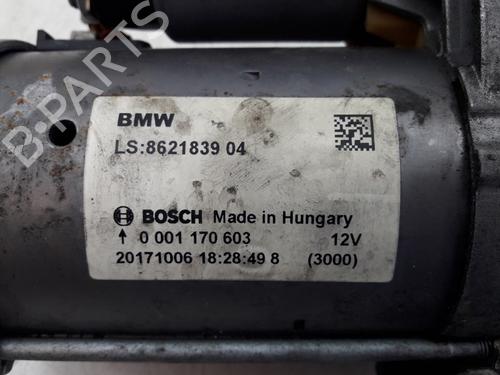 BMW
LS:8621839 04
BOSCH Made in Hungary
↑ 0 001 170 603 12V
20171006 18:28:49 8 (3000)
B-PARTS